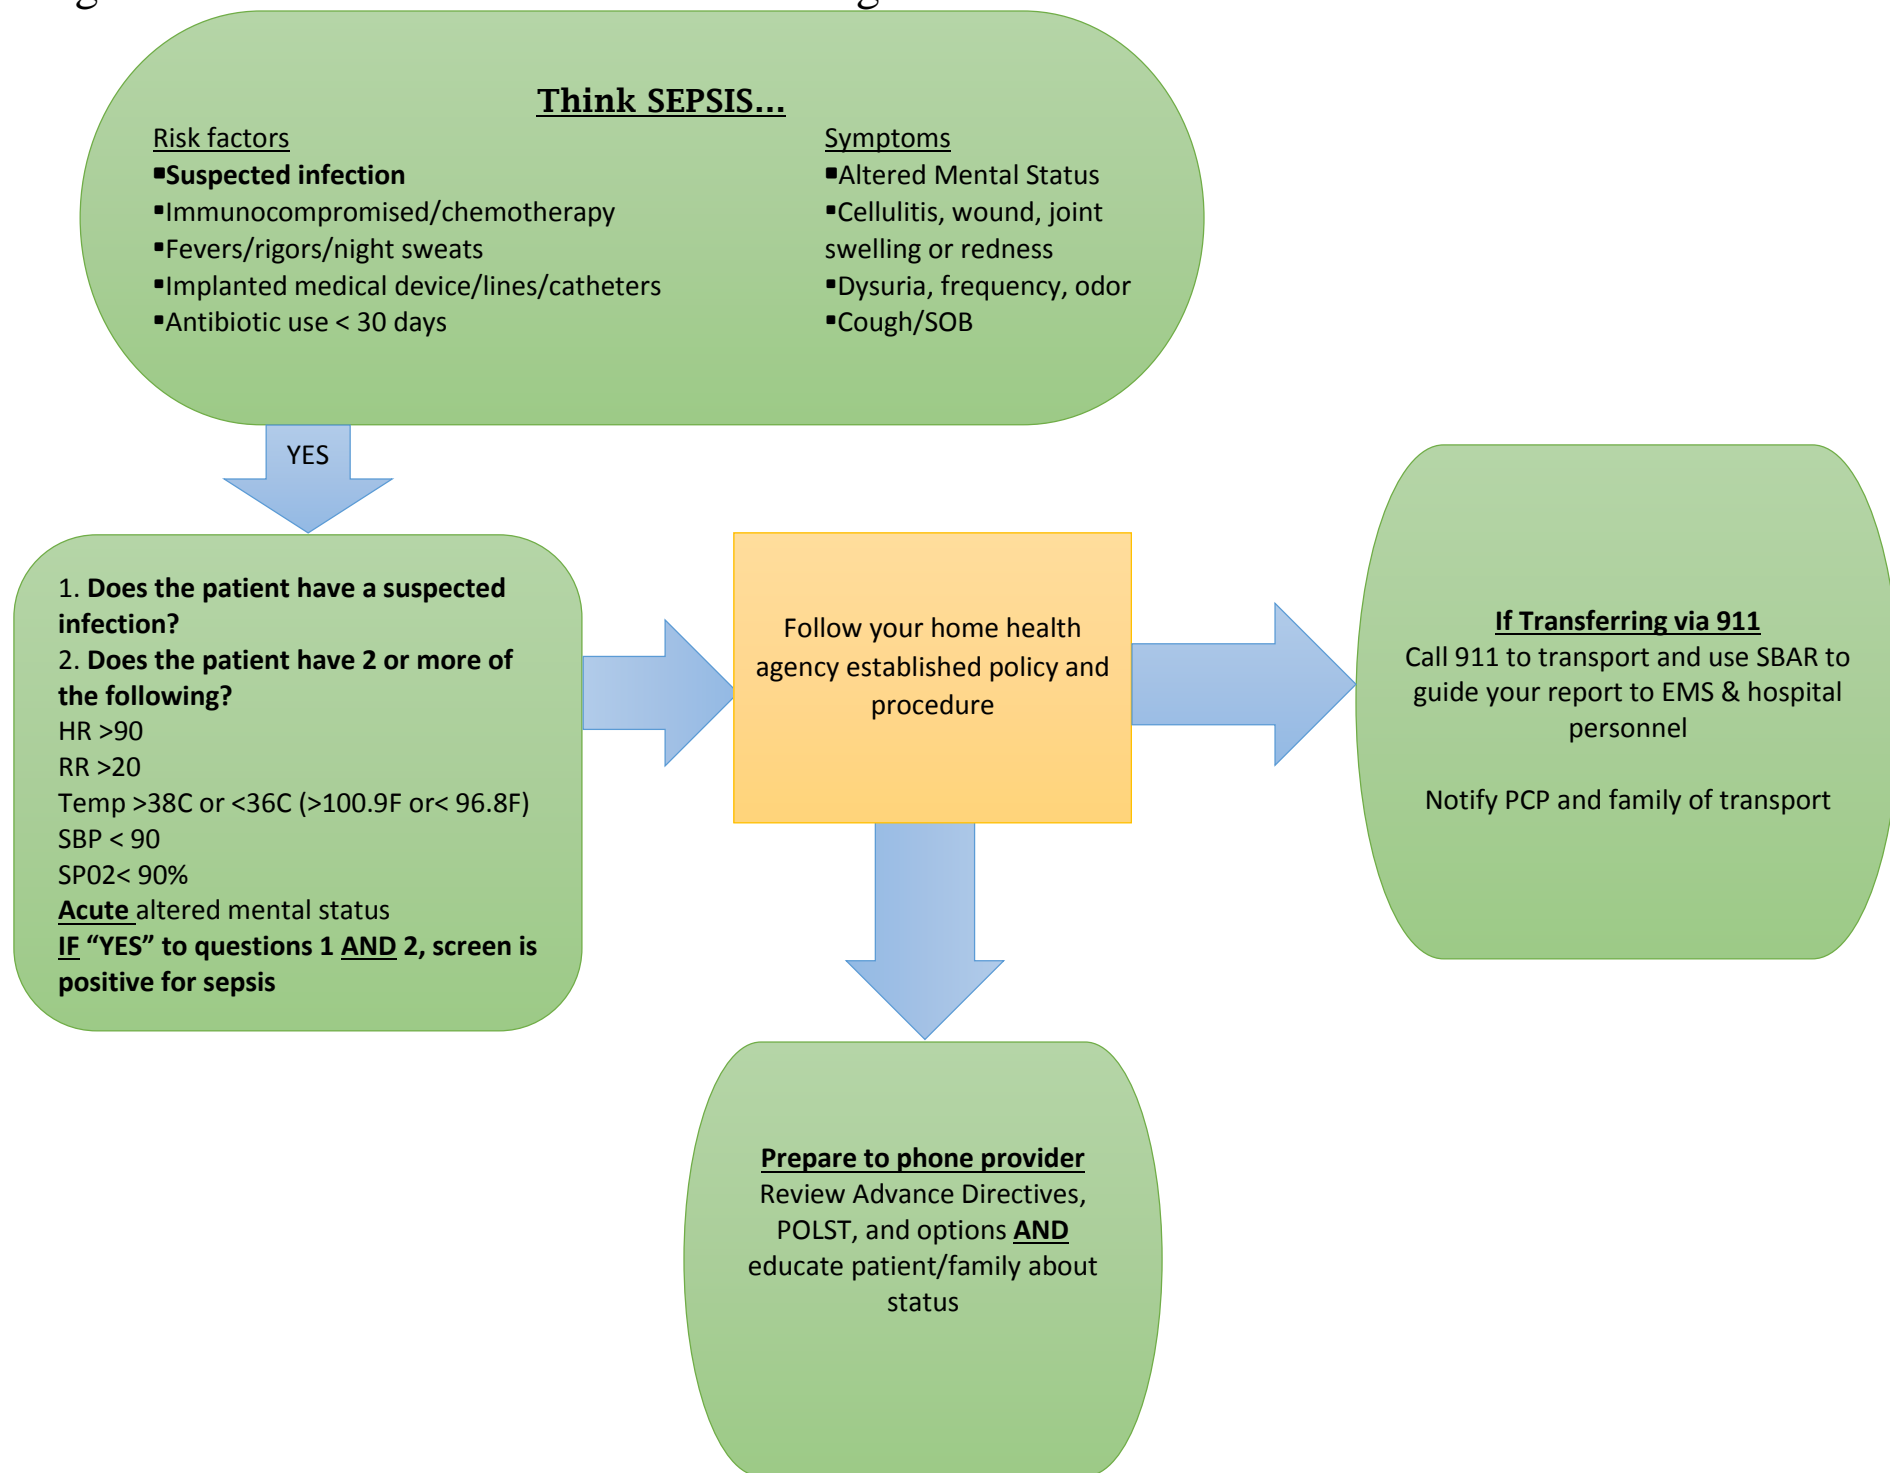 Think SEPSIS...
Risk factors
▪Suspected infection
▪Immunocompromised/chemotherapy
▪Fevers/rigors/night sweats
▪Implanted medical device/lines/catheters
▪Antibiotic use < 30 days
Symptoms
▪Altered Mental Status
▪Cellulitis, wound, joint
swelling or redness
▪Dysuria, frequency, odor
▪Cough/SOB
YES
1. Does the patient have a suspected
infection?
2. Does the patient have 2 or more of
the following?
HR >90
RR >20
Temp >38C or <36C (>100.9F or< 96.8F)
SBP < 90
SP02< 90%
Acute altered mental status
IF “YES” to questions 1 AND 2, screen is
positive for sepsis
Follow your home health
agency established policy and
procedure
If Transferring via 911
Call 911 to transport and use SBAR to
guide your report to EMS & hospital
personnel
Notify PCP and family of transport
Prepare to phone provider
Review Advance Directives,
POLST, and options AND
educate patient/family about
status